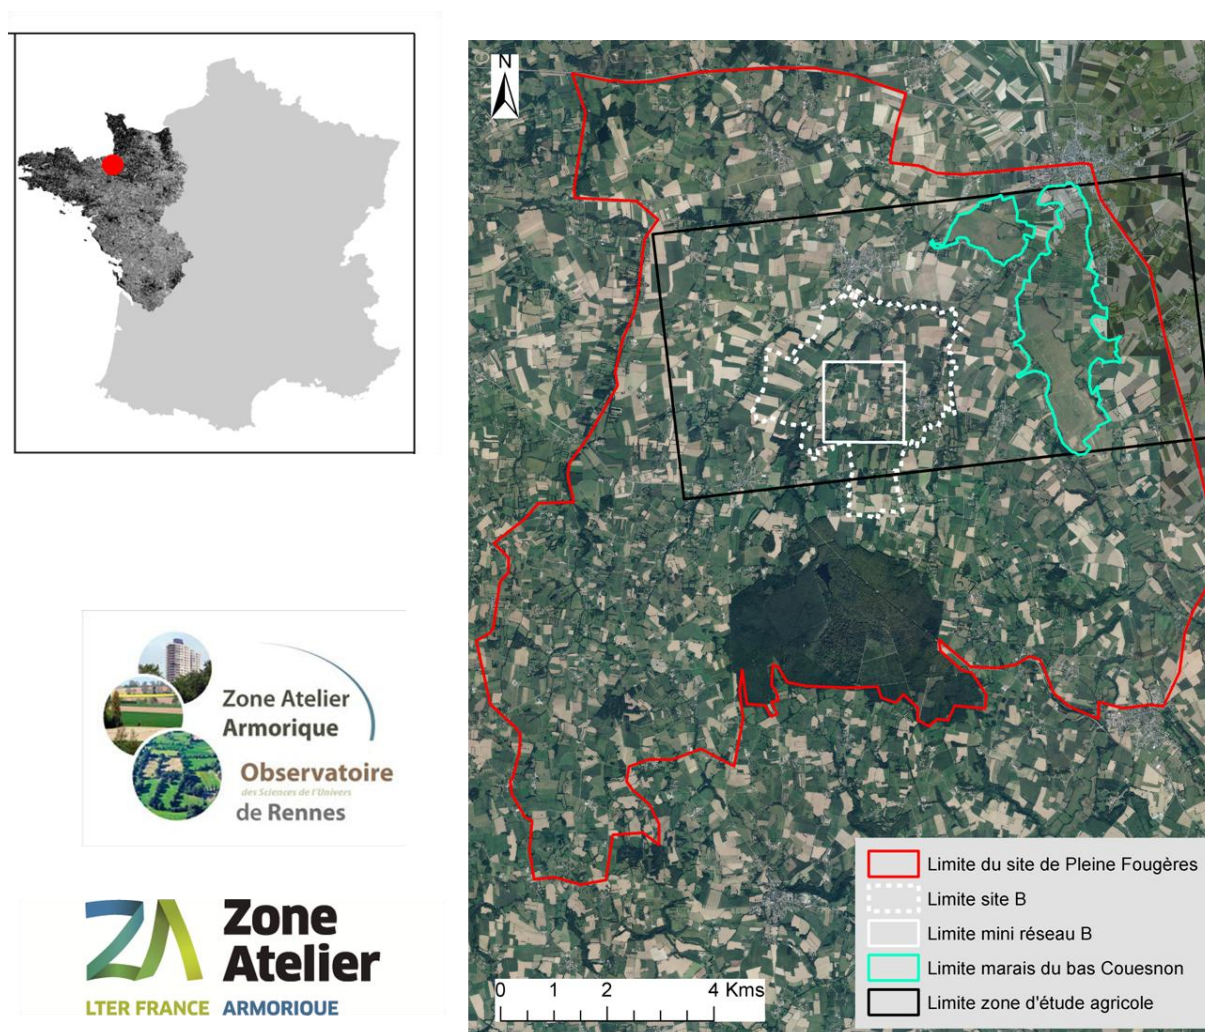 N
Zone Atelier
Armorique
Observatoire
des Sciences de l'Univers
de Rennes
ZA Zone
Atelier
LTER FRANCE ARMORIQUE
0 1 2 4 Kms
Limite du site de Pleine Fougères
Limite site B
Limite mini réseau B
Limite marais du bas Couesnon
Limite zone d'étude agricole